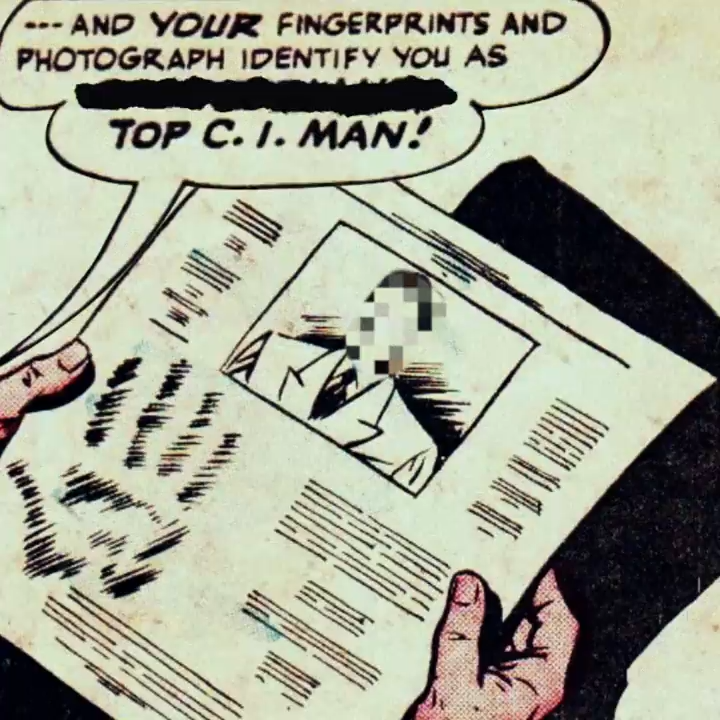 --- AND YOUR FINGERPRINTS AND
PHOTOGRAPH IDENTIFY YOU AS
TOP C. I. MAN!